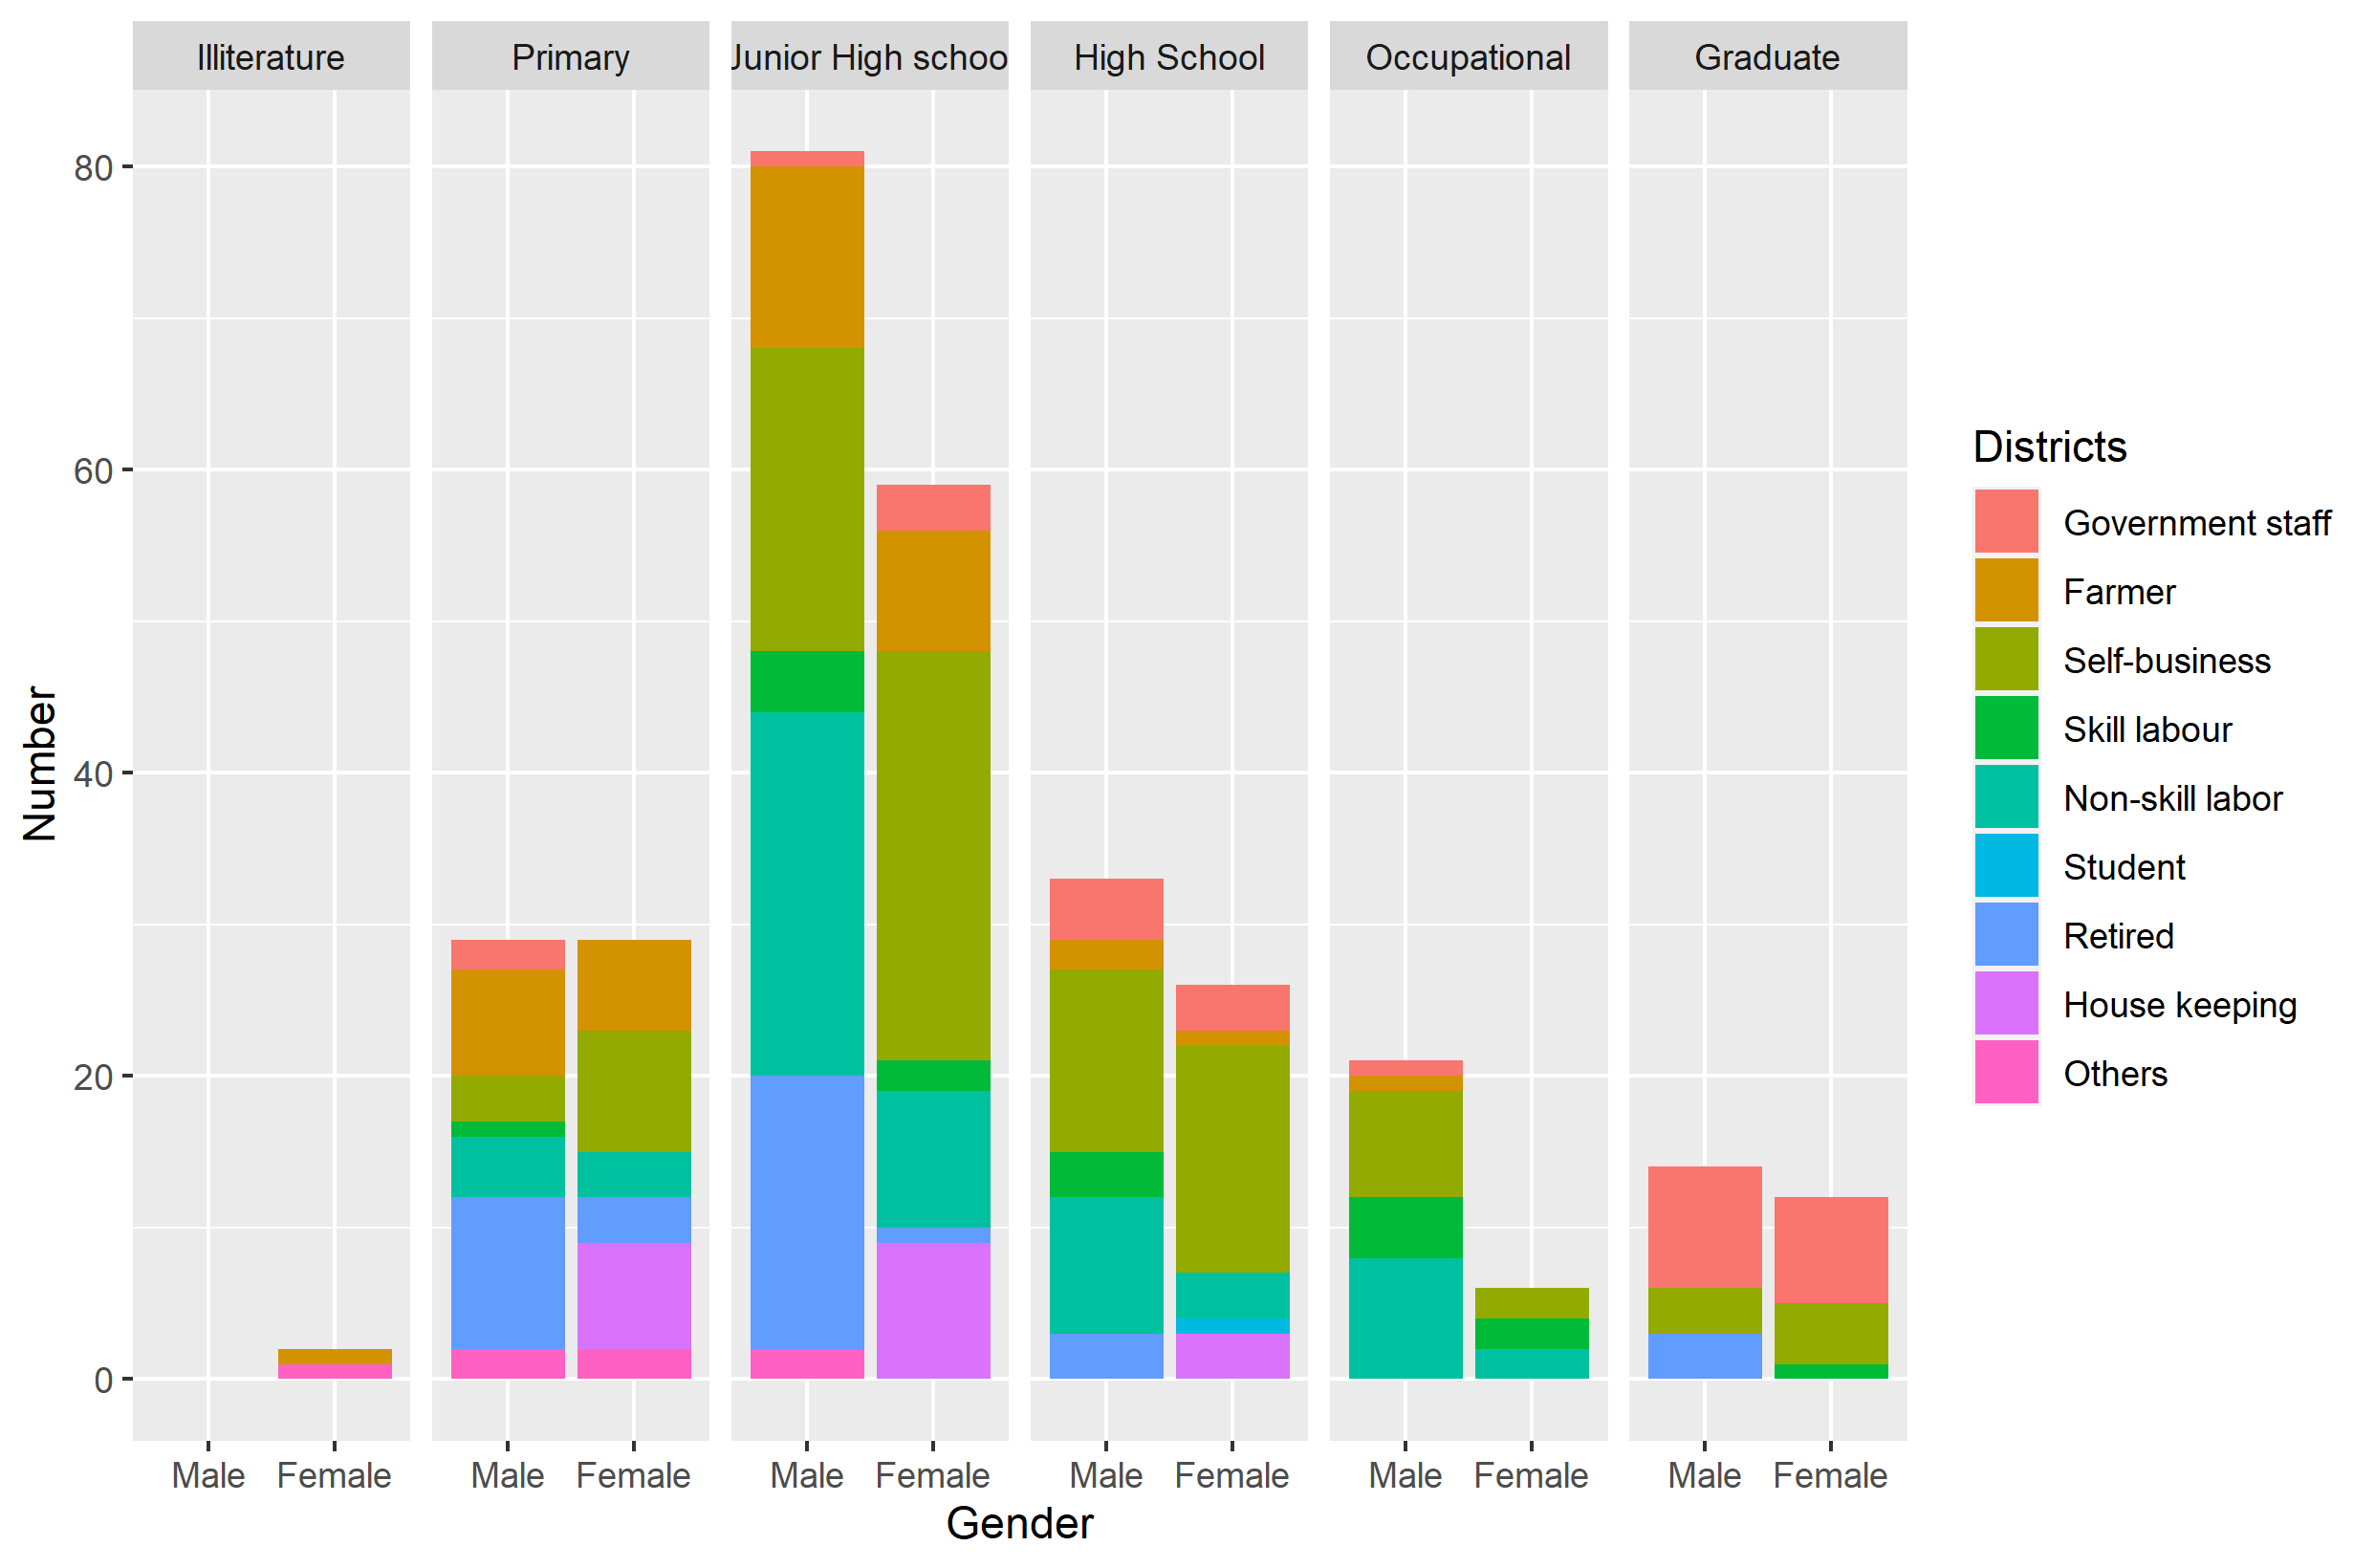 Illiterature Primary Junior High schoo High School Occupational Graduate
80
60
40
20
0
Number
Male Female Male Female Male Female Male Female Male Female Male Female
Gender
Districts
Government staff
Farmer
Self-business
Skill labour
Non-skill labor
Student
Retired
House keeping
Others